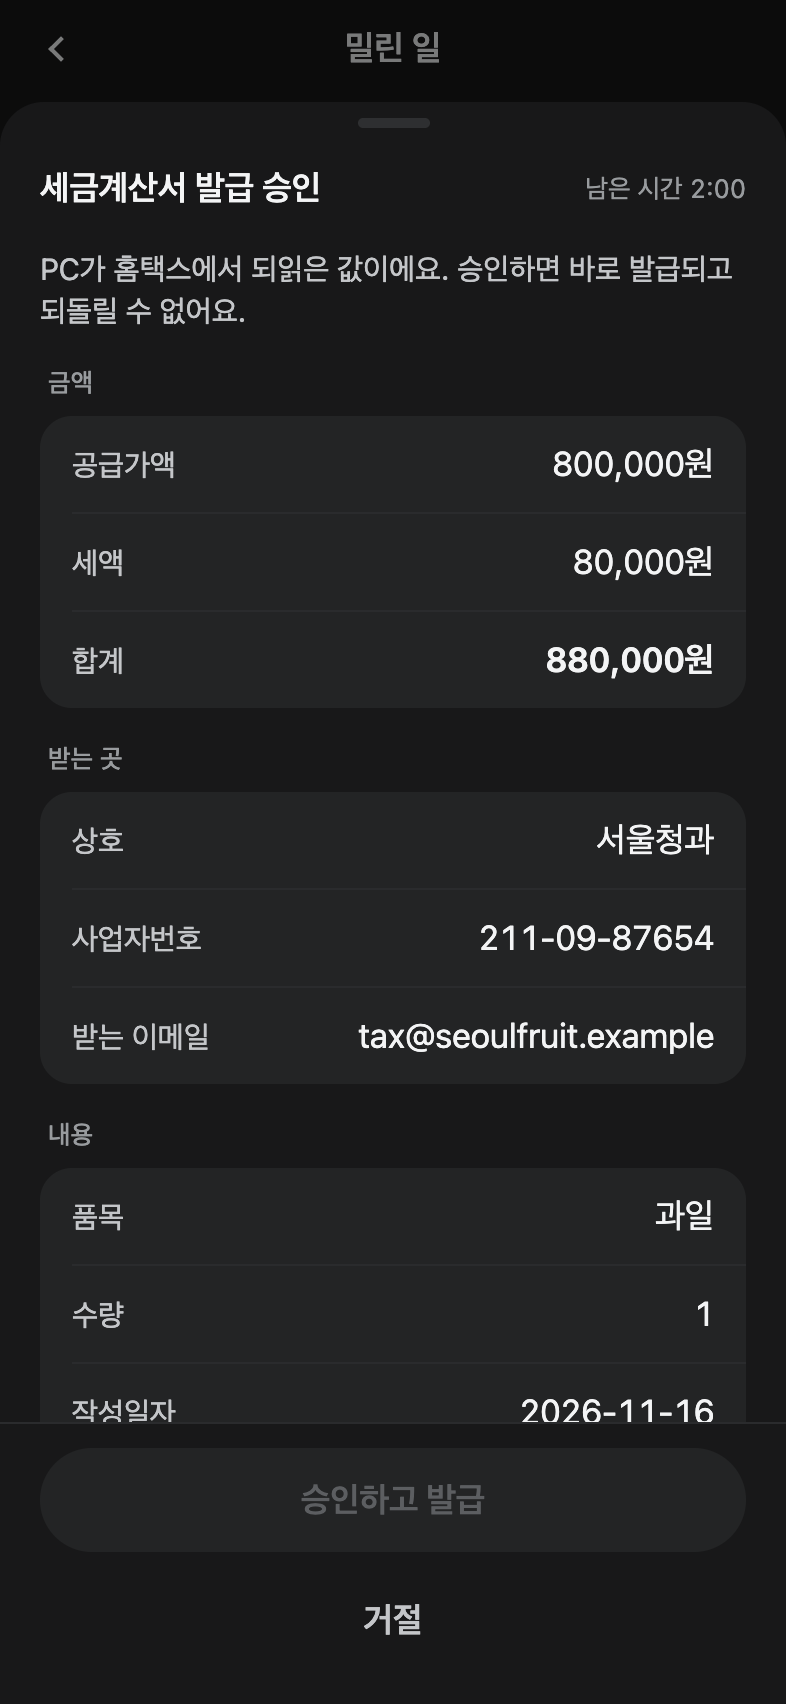 밀린 일
세금계산서 발급 승인
남은 시간 2:00
PC가 홈택스에서 되읽은 값이에요. 승인하면 바로 발급되고
되돌릴 수 없어요.
금액
공급가액 800,000원
세액 80,000원
합계 880,000원
받는 곳
상호 서울청과
사업자번호 211-09-87654
받는 이메일 tax@seoulfruit.example
내용
품목 과일
수량 1
작성일자 2026-11-16
승인하고 발급
거절